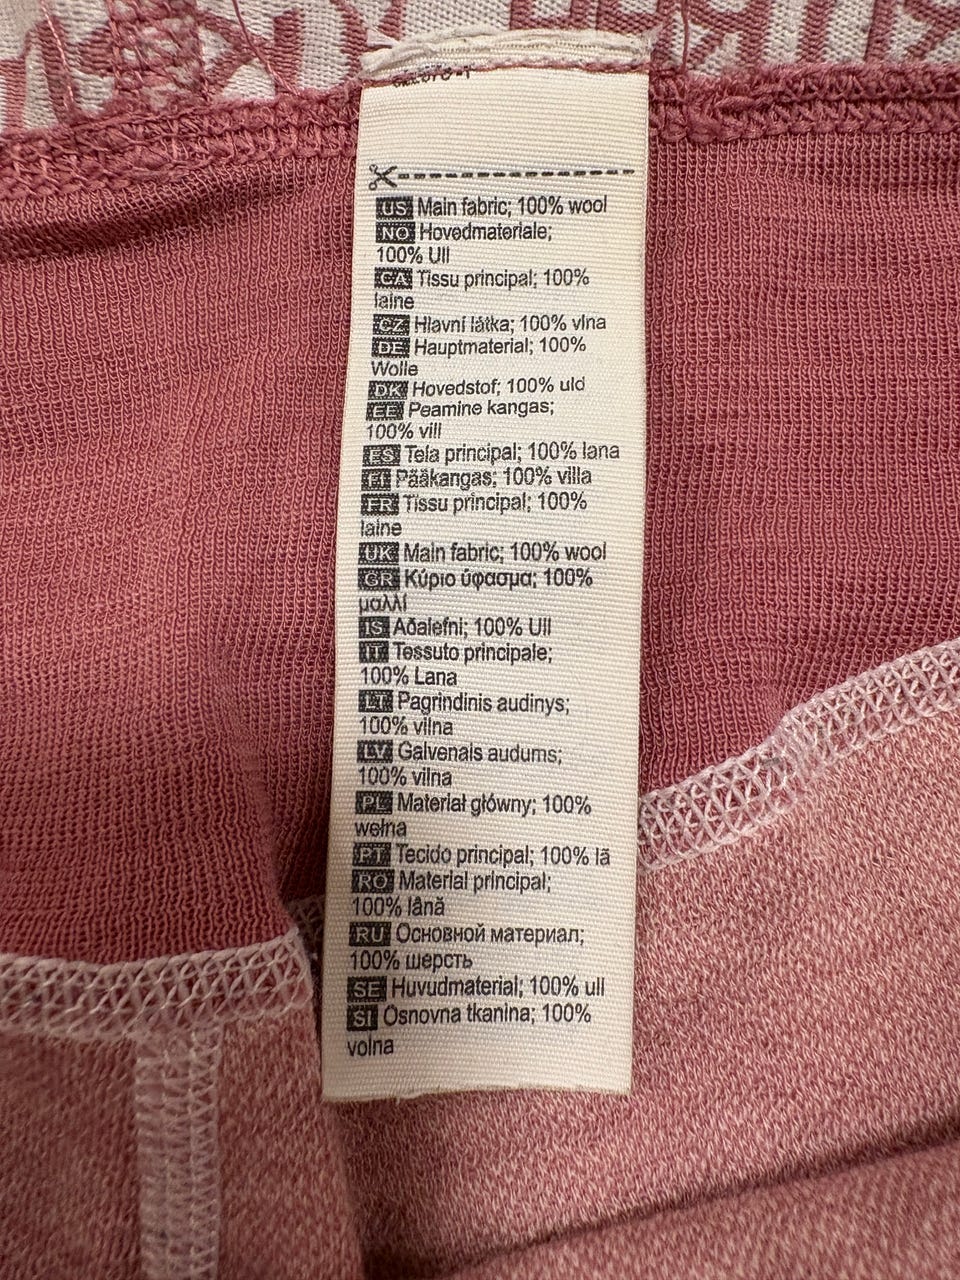 US Main fabric; 100% wool
NO Hovedmateriale;
100% Ull
CA Tissu principal; 100%
laine
CZ Hlavní látka; 100% vlna
DE Hauptmaterial; 100%
Wolle
DK Hovedstof; 100% uld
EE Peamine kangas;
100% vill
ES Tela principal; 100% lana
FI Pääkangas; 100% villa
FR Tissu principal; 100%
laine
UK Main fabric; 100% wool
GR Κύριο ύφασμα; 100%
μαλλί
IS Aðalefni; 100% Ull
IT Tessuto principale;
100% Lana
LT Pagrindinis audinys;
100% vilna
LV Galvenais audums;
100% vilna
PL Materiał główny; 100%
wełna
PT Tecido principal; 100% lã
RO Material principal;
100% lână
RU Основной материал;
100% шерсть
SE Huvudmaterial; 100% ull
SI Osnovna tkanina; 100%
volna